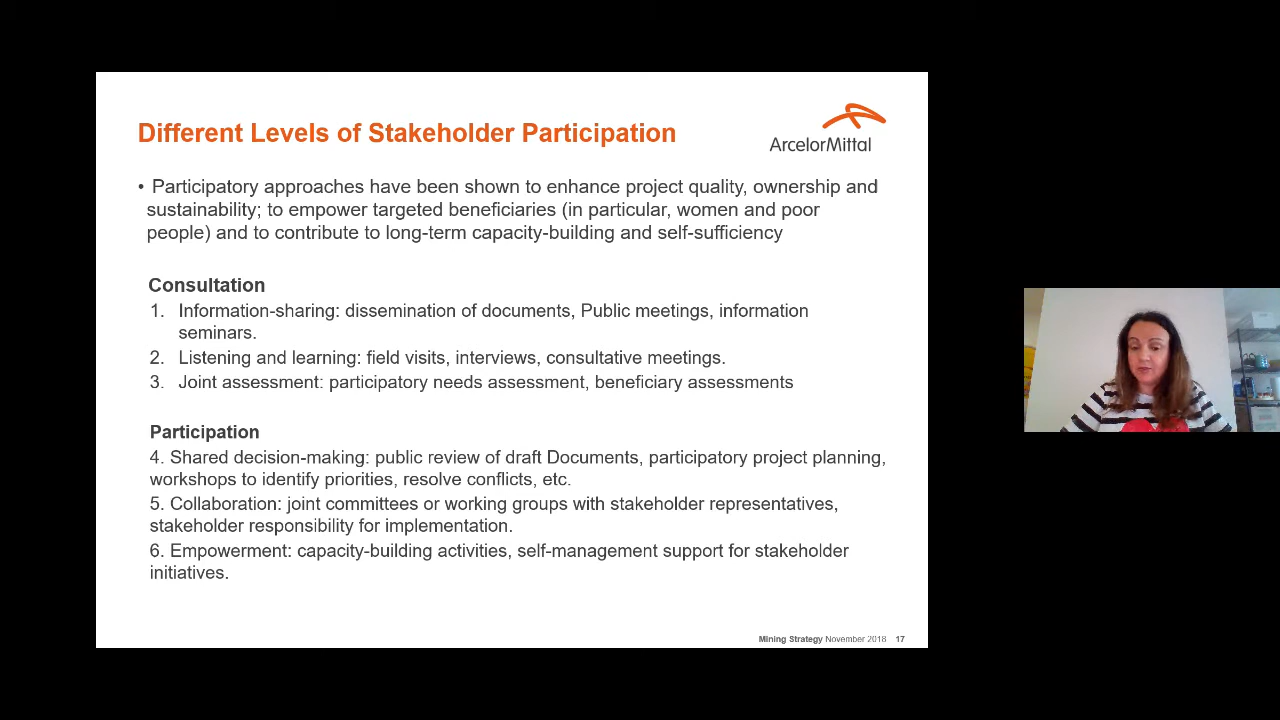 Different Levels of Stakeholder Participation
ArcelorMittal
• Participatory approaches have been shown to enhance project quality, ownership and
sustainability; to empower targeted beneficiaries (in particular, women and poor
people) and to contribute to long-term capacity-building and self-sufficiency
Consultation
1. Information-sharing: dissemination of documents, Public meetings, information
seminars.
2. Listening and learning: field visits, interviews, consultative meetings.
3. Joint assessment: participatory needs assessment, beneficiary assessments
Participation
4. Shared decision-making: public review of draft Documents, participatory project planning,
workshops to identify priorities, resolve conflicts, etc.
5. Collaboration: joint committees or working groups with stakeholder representatives,
stakeholder responsibility for implementation.
6. Empowerment: capacity-building activities, self-management support for stakeholder
initiatives.
Mining Strategy November 2018 17